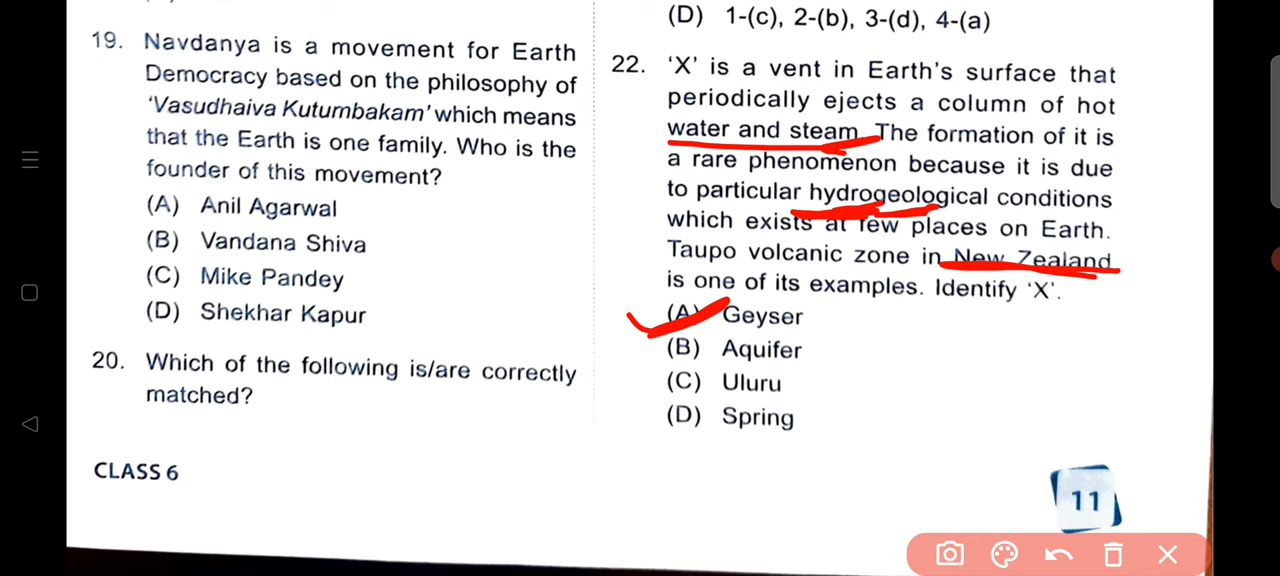 19. Navdanya is a movement for Earth
Democracy based on the philosophy of
‘Vasudhaiva Kutumbakam’ which means
that the Earth is one family. Who is the
founder of this movement?
(A) Anil Agarwal
(B) Vandana Shiva
(C) Mike Pandey
(D) Shekhar Kapur
20. Which of the following is/are correctly
matched?
CLASS 6
(D) 1-(c), 2-(b), 3-(d), 4-(a)
22. ‘X’ is a vent in Earth’s surface that
periodically ejects a column of hot
water and steam. The formation of it is
a rare phenomenon because it is due
to particular hydrogeological conditions
which exists at few places on Earth.
Taupo volcanic zone in New Zealand
is one of its examples. Identify ‘X’.
(A) Geyser
(B) Aquifer
(C) Uluru
(D) Spring
11